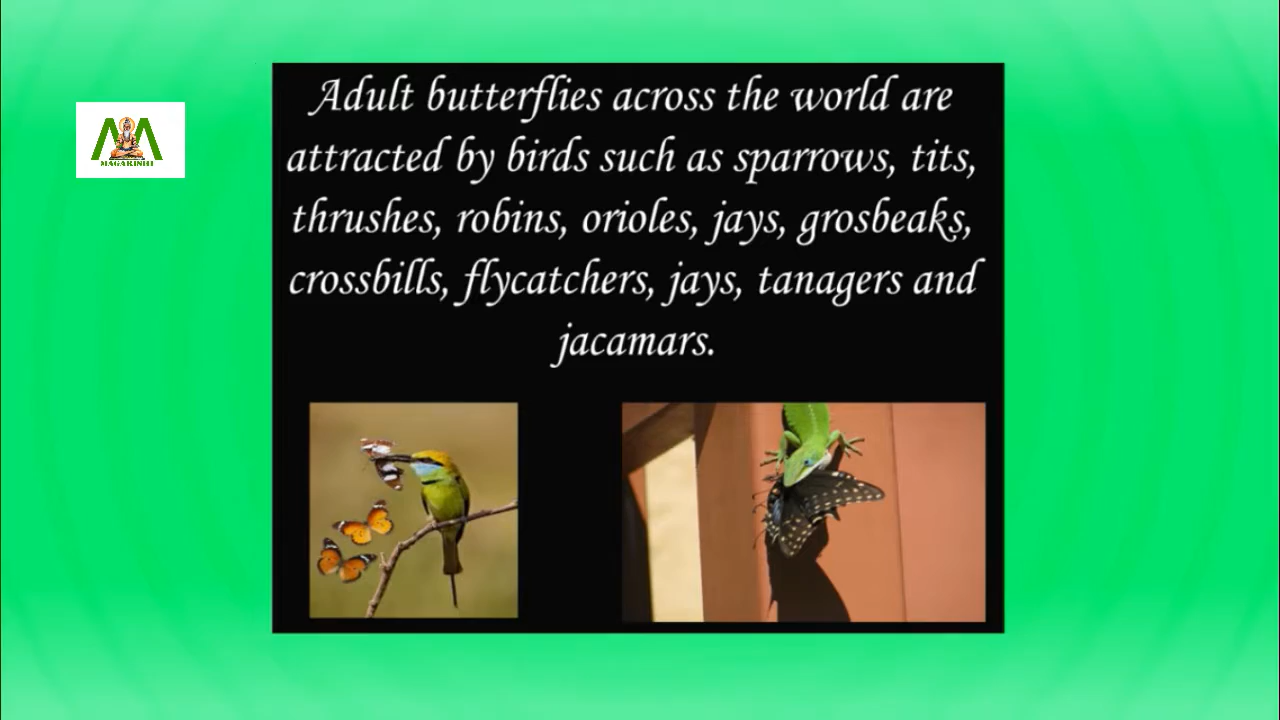 MAGARINHI
Adult butterflies across the world are
attracted by birds such as sparrows, tits,
thrushes, robins, orioles, jays, grosbeaks,
crossbills, flycatchers, jays, tanagers and
jacamars.